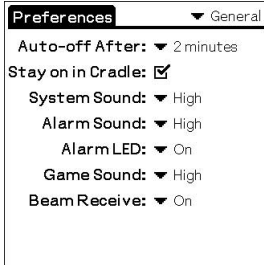 Preferences General
Auto-off After: 2 minutes
Stay on in Cradle:
System Sound: High
Alarm Sound: High
Alarm LED: On
Game Sound: High
Beam Receive: On